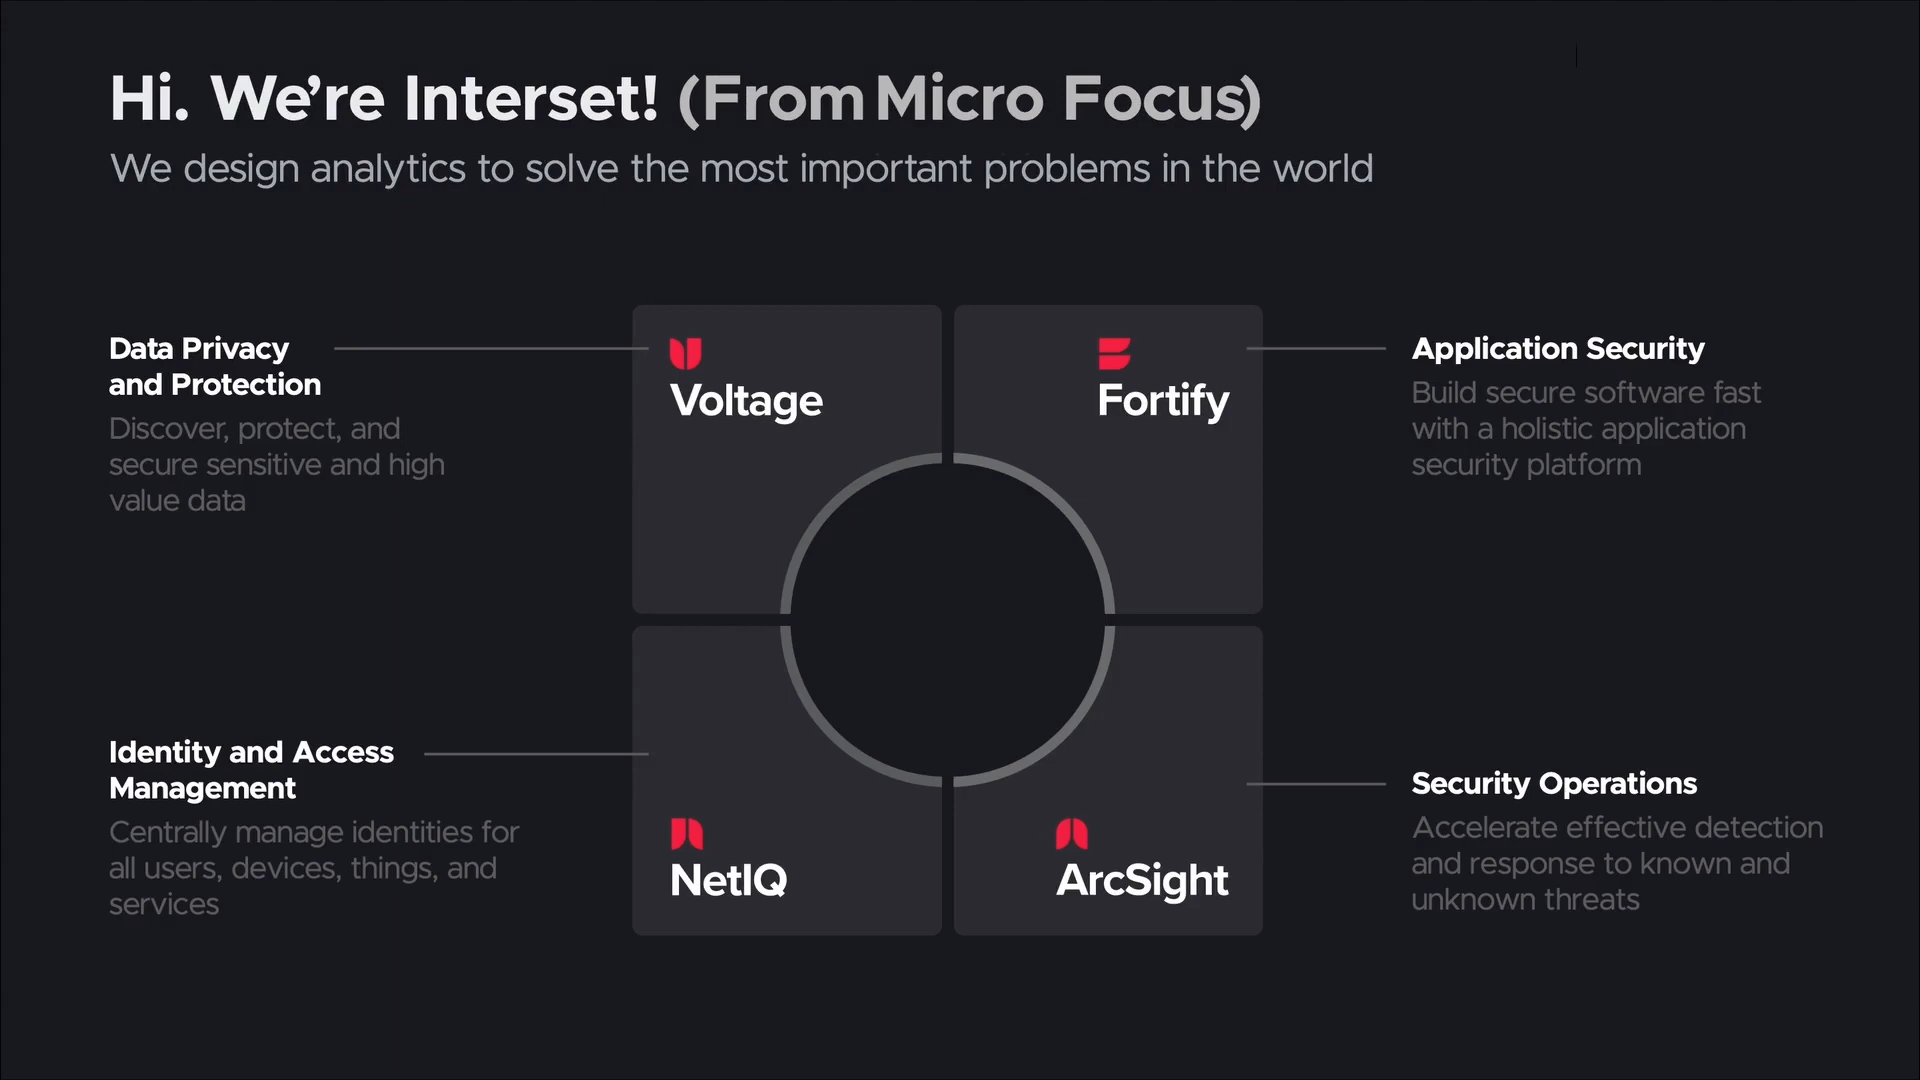 Hi. We’re Interset! (From Micro Focus)
We design analytics to solve the most important problems in the world
Data Privacy
and Protection
Discover, protect, and
secure sensitive and high
value data
Voltage
Fortify
Application Security
Build secure software fast
with a holistic application
security platform
Identity and Access
Management
Centrally manage identities for
all users, devices, things, and
services
NetIQ
ArcSight
Security Operations
Accelerate effective detection
and response to known and
unknown threats